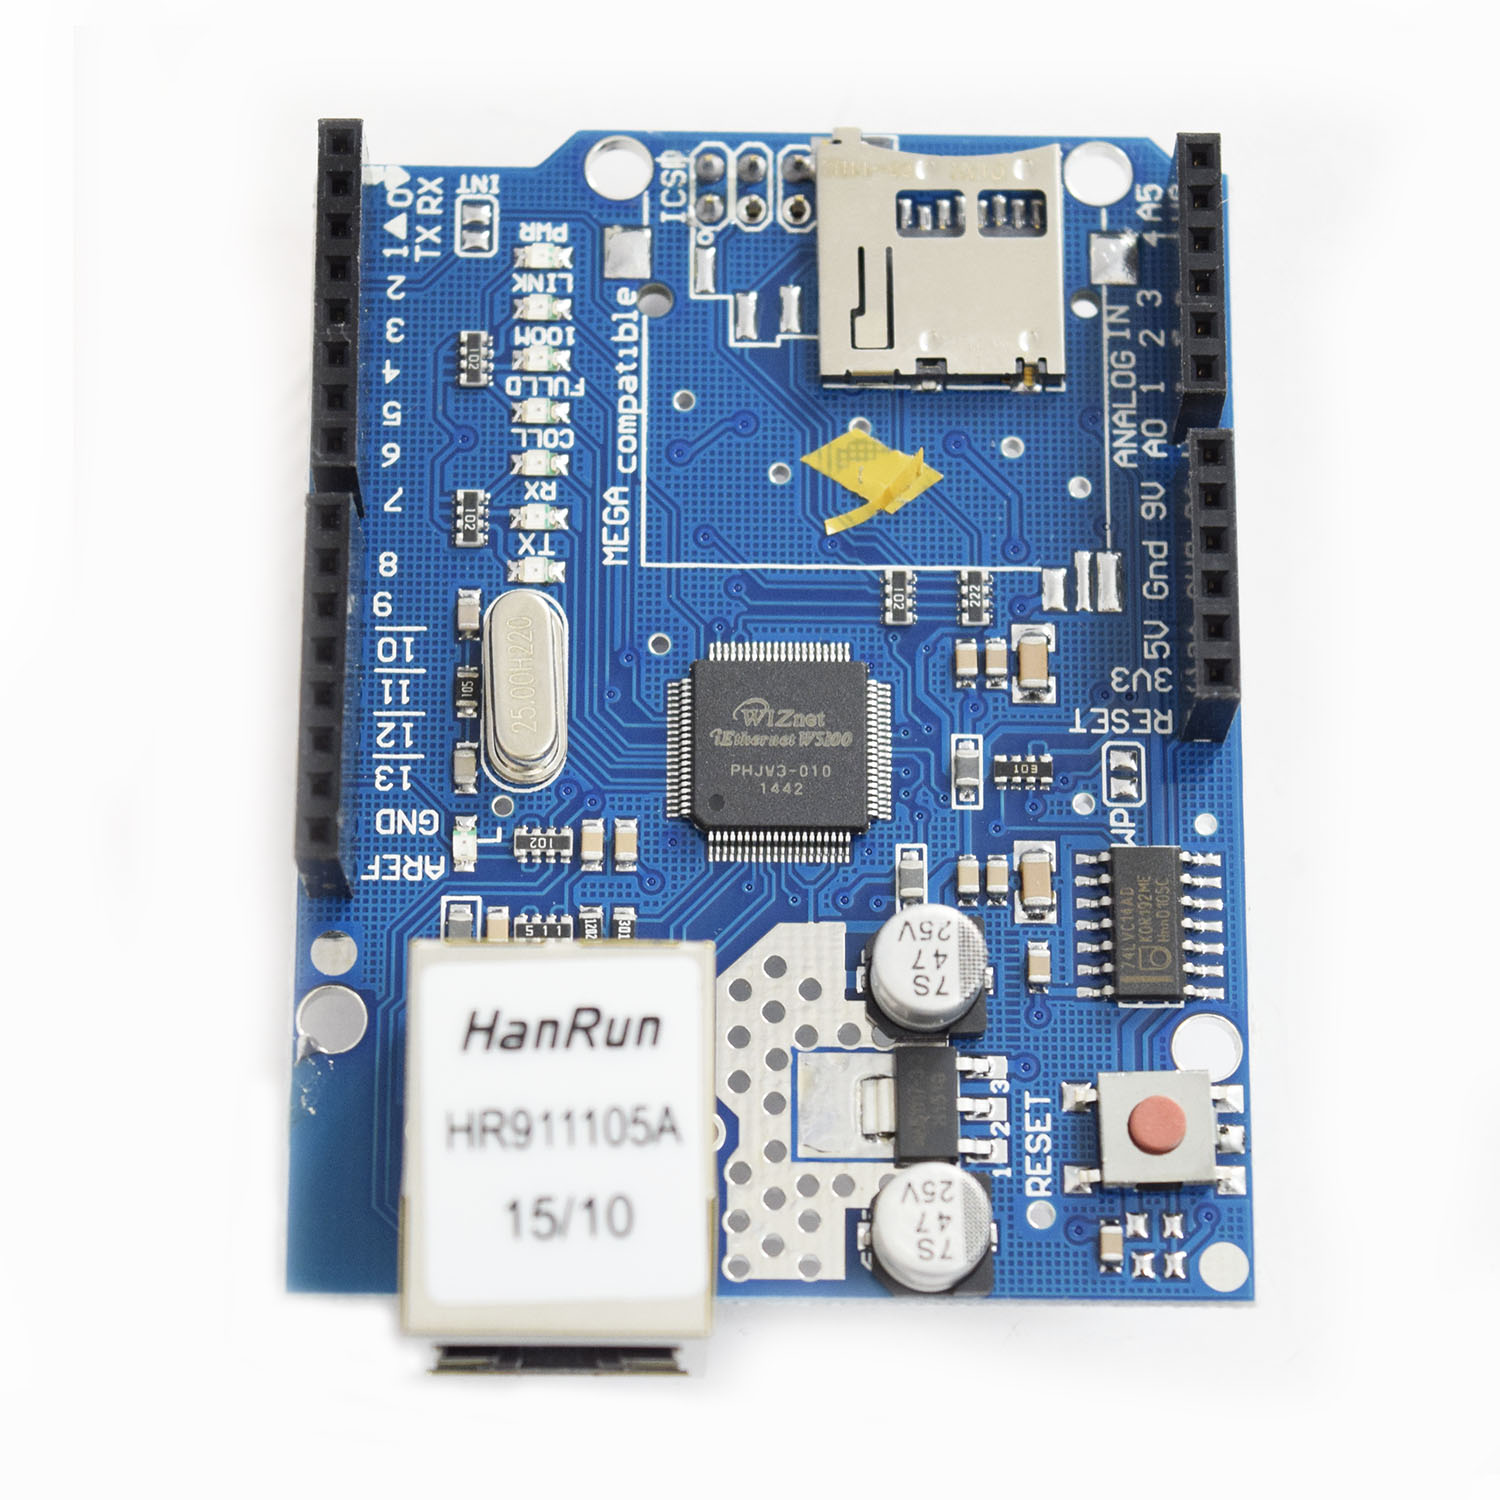 INT
0
RX
1
TX
2
3
4
5
6
7
8
9
10
11
12
13
GND
AREF
PWR
LINK
100M
FULLD
COLL
RX
TX
ICSP
MEGA compatible
A5
4
3
2
1
A0
ANALOG IN
9V
Gnd
5V
3V3
RESET
102
102
102
222
105
25.00H220
WIZnet
iEthernet W5100
PHJV3-010
1442
102
511
1202
301
WP
74LVC14AD
HanRun
HR911105A
15/10
25V
47
7S
25V
47
7S
1 2 3
RESET